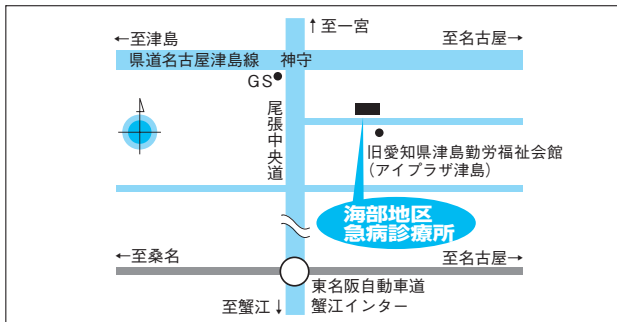 ↑至一宮
←至津島
至名古屋→
県道名古屋津島線 神守
GS
尾張中央道
旧愛知県津島勤労福祉会館
(アイプラザ津島)
海部地区
急病診療所
←至桑名
至名古屋→
東名阪自動車道
至蟹江↓
蟹江インター